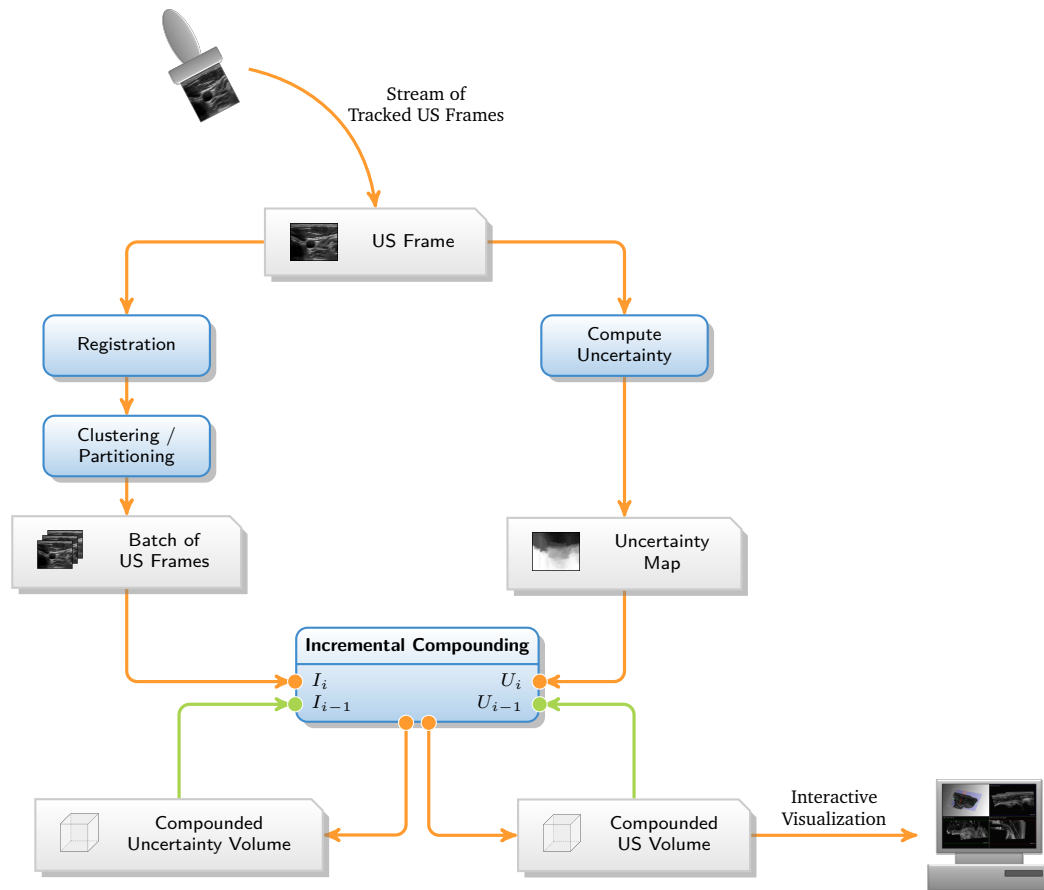 Stream of
Tracked US Frames
US Frame
Registration
Compute
Uncertainty
Clustering /
Partitioning
Batch of
US Frames
Uncertainty
Map
Incremental Compounding
I_i
U_i
I_{i−1}
U_{i−1}
Compounded
Uncertainty Volume
Compounded
US Volume
Interactive
Visualization